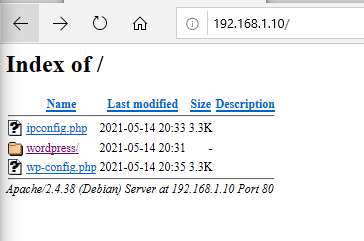 192.168.1.10/
Index of /
Name Last modified Size Description
ipconfig.php 2021-05-14 20:33 3.3K
wordpress/ 2021-05-14 20:31 -
wp-config.php 2021-05-14 20:35 3.3K
Apache/2.4.38 (Debian) Server at 192.168.1.10 Port 80